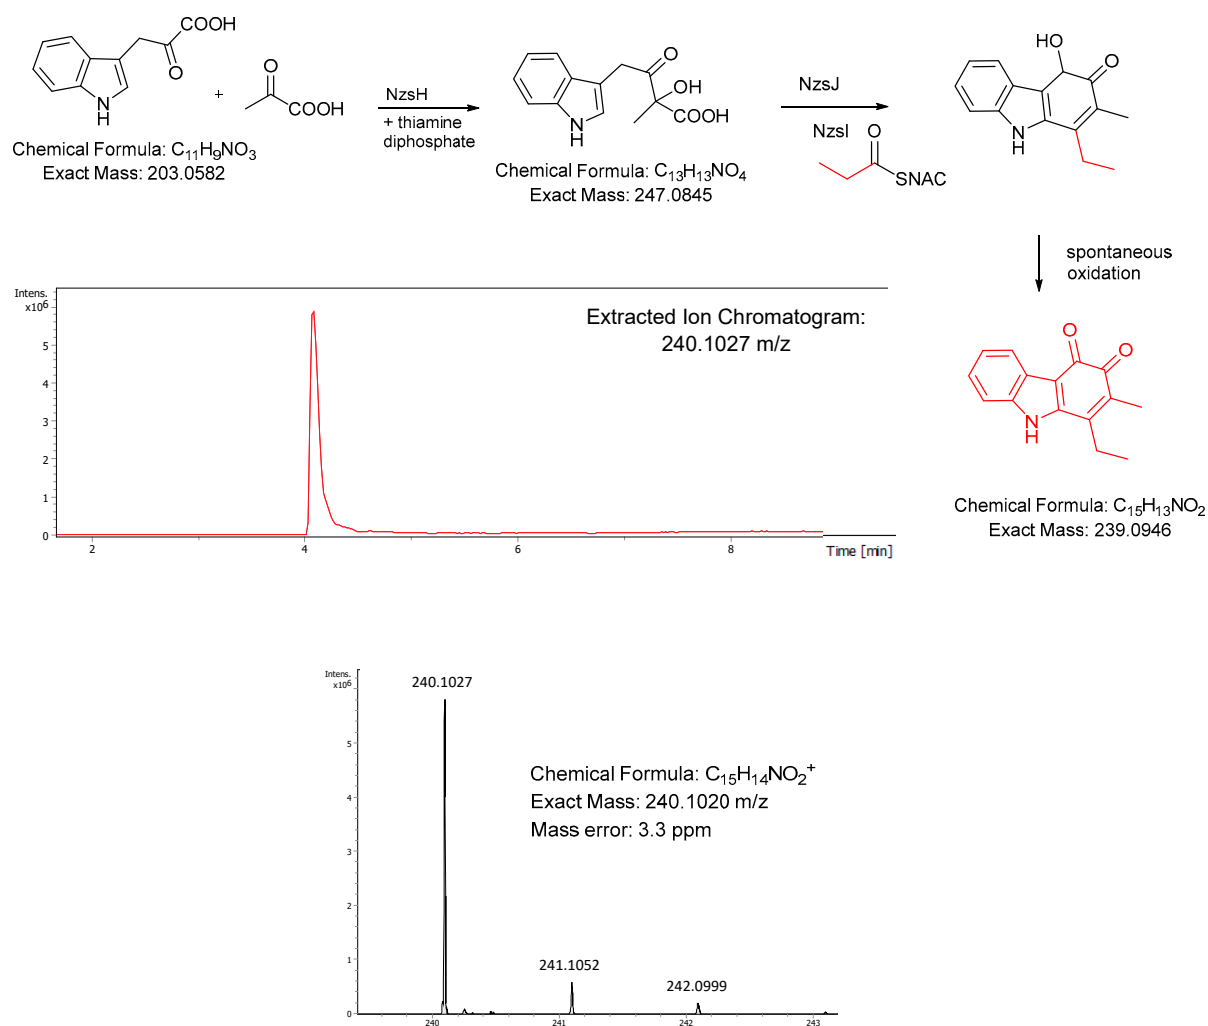 COOH
O
N
H
Chemical Formula: C₁₁H₉NO₃
Exact Mass: 203.0582
+
O
COOH
NzsH
+ thiamine
diphosphate
O
OH
COOH
N
H
Chemical Formula: C₁₃H₁₃NO₄
Exact Mass: 247.0845
NzsJ
NzsI
O
SNAC
HO
O
N
H
spontaneous
oxidation
O
O
N
H
Chemical Formula: C₁₅H₁₃NO₂
Exact Mass: 239.0946
Intens.
x10⁶
5
4
3
2
1
0
2
4
6
8
Time [min]
Extracted Ion Chromatogram:
240.1027 m/z
Intens.
x10⁶
5
4
3
2
1
0
240.1027
241.1052
242.0999
Chemical Formula: C₁₅H₁₄NO₂⁺
Exact Mass: 240.1020 m/z
Mass error: 3.3 ppm
240
241
242
243